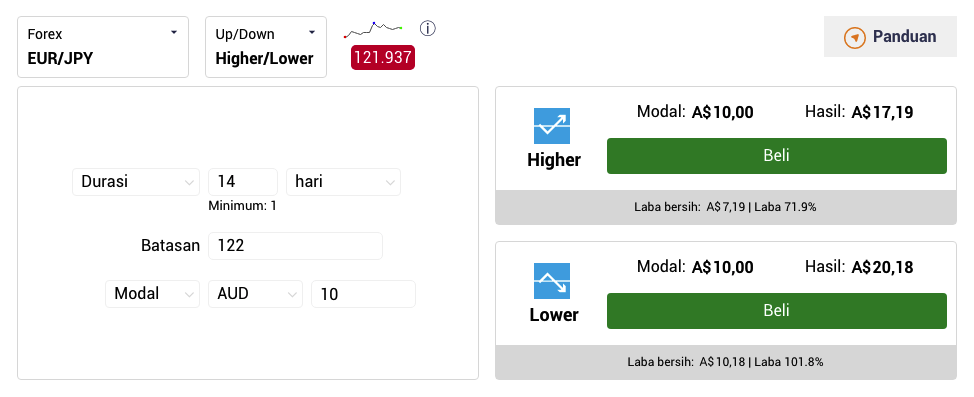 Forex
EUR/JPY
Up/Down
Higher/Lower
121.937
Panduan
Durasi 14 hari
Minimum: 1
Batasan 122
Modal AUD 10
Higher
Modal: A$10,00 Hasil: A$17,19
Beli
Laba bersih: A$7,19 | Laba 71.9%
Lower
Modal: A$10,00 Hasil: A$20,18
Beli
Laba bersih: A$10,18 | Laba 101.8%